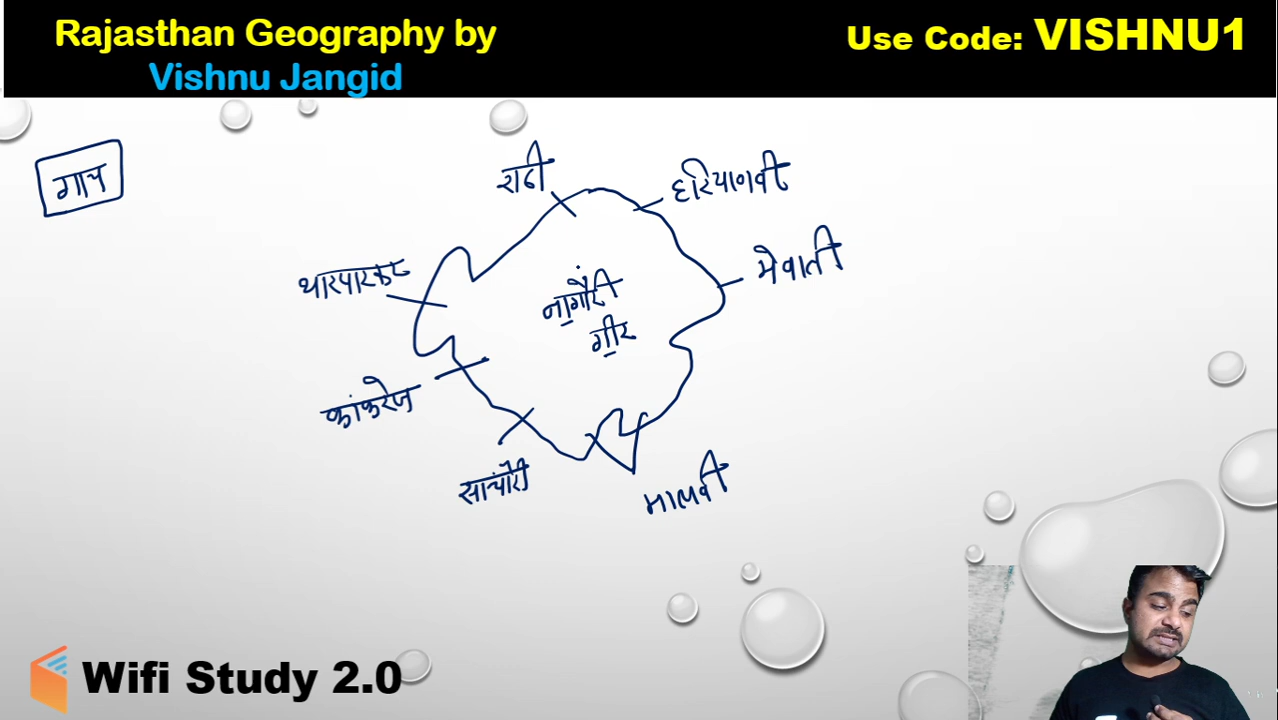 Rajasthan Geography by
Vishnu Jangid
Use Code: VISHNU1
गाय
राठी
हरियाणवी
मेवाती
थारपारकर
नागौरी
गीर
कांकरेज
सांचौरी
मालवी
Wifi Study 2.0